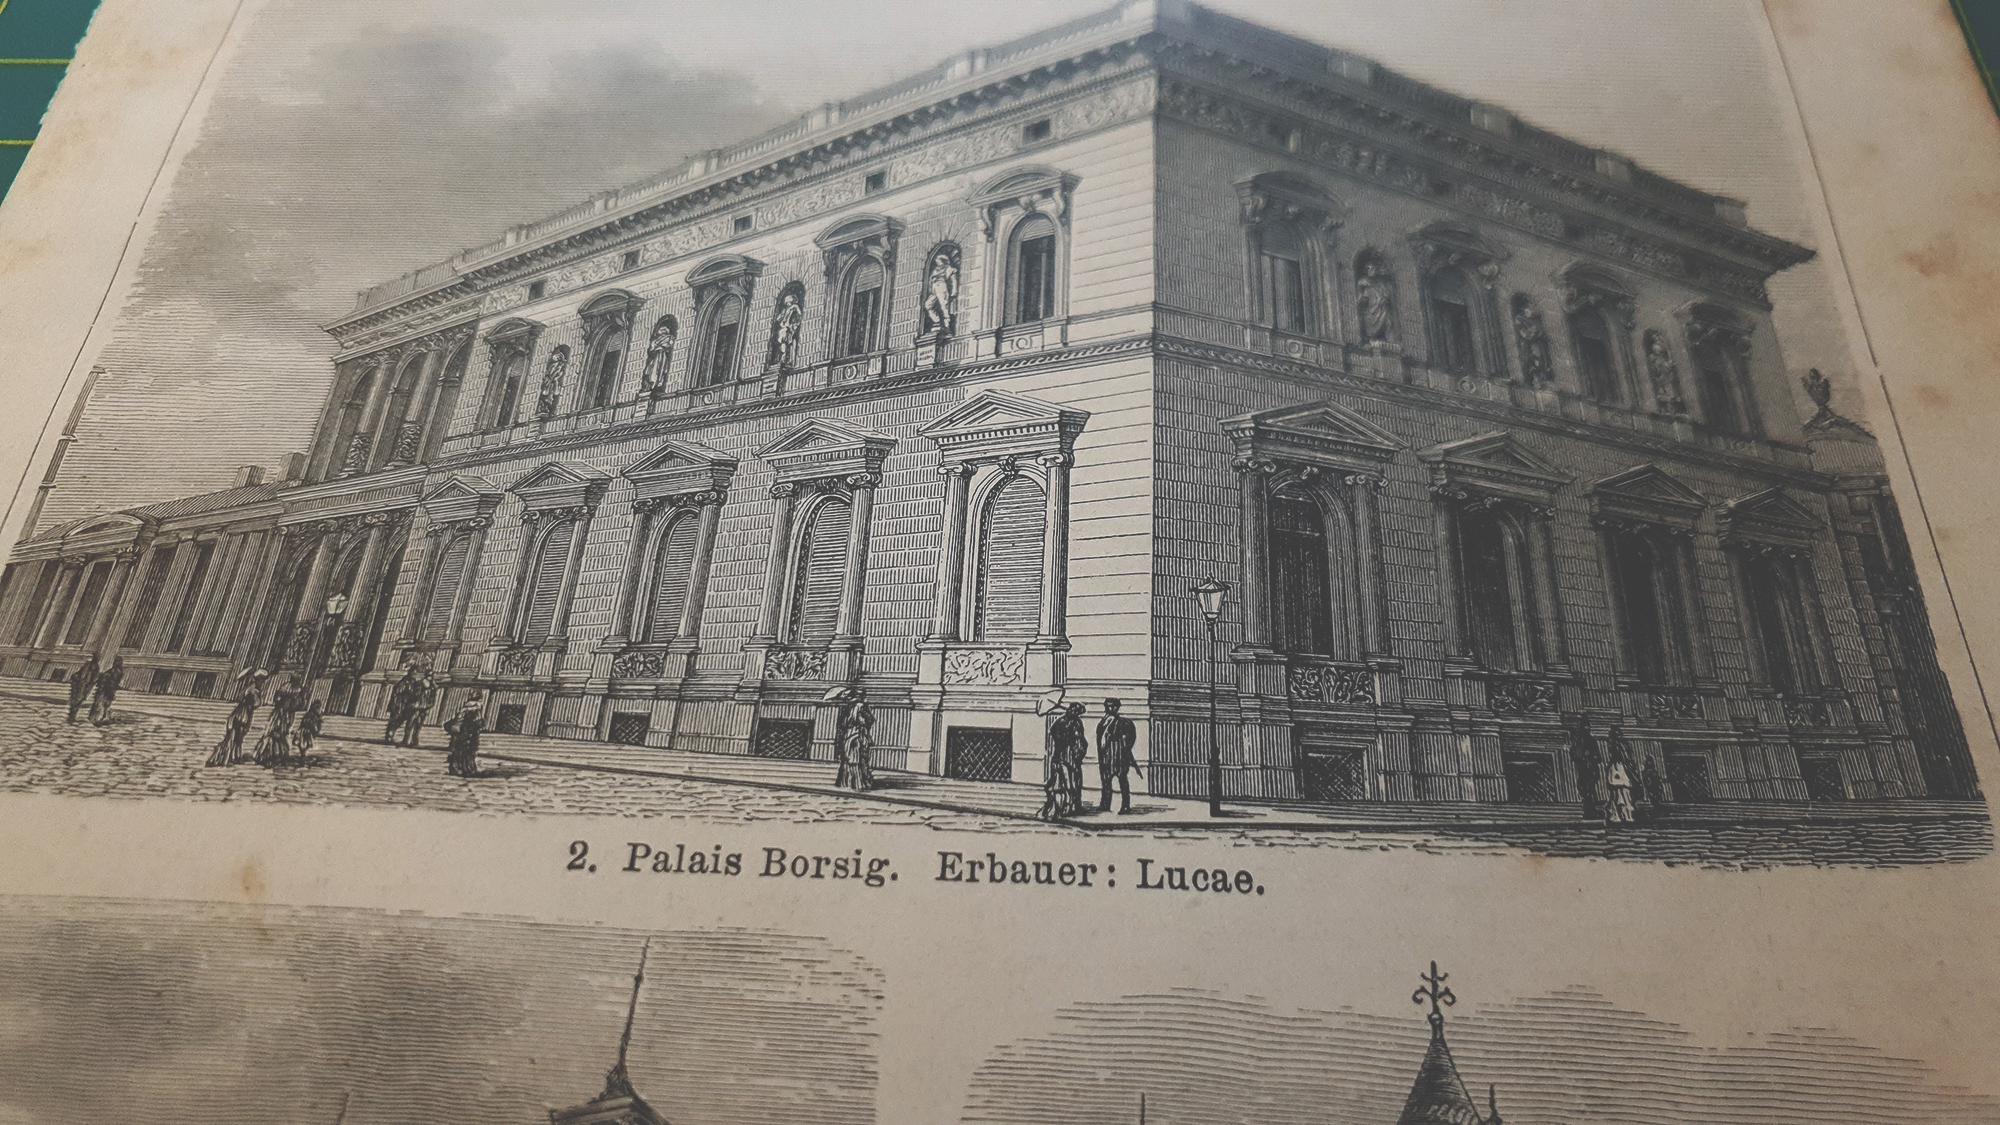 2. Palais Borsig. Erbauer: Lucae.